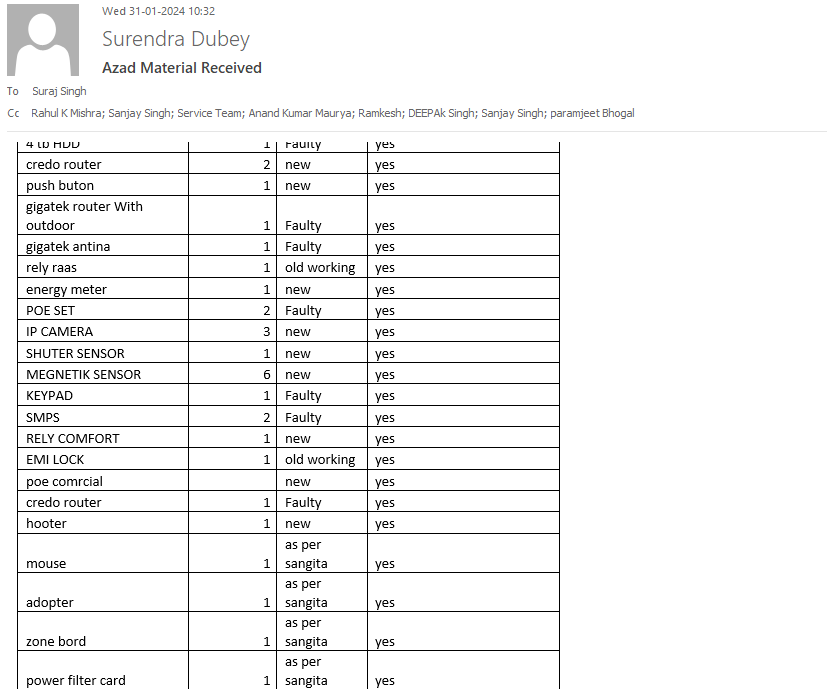 Wed 31-01-2024 10:32
Surendra Dubey
Azad Material Received
To Suraj Singh
Cc Rahul K Mishra; Sanjay Singh; Service Team; Anand Kumar Maurya; Ramkesh; DEEPAk Singh; Sanjay Singh; paramjeet Bhogal
4 tb HDD 1 Faulty yes
credo router 2 new yes
push buton 1 new yes
gigatek router With
outdoor 1 Faulty yes
gigatek antina 1 Faulty yes
rely raas 1 old working yes
energy meter 1 new yes
POE SET 2 Faulty yes
IP CAMERA 3 new yes
SHUTER SENSOR 1 new yes
MEGNETIK SENSOR 6 new yes
KEYPAD 1 Faulty yes
SMPS 2 Faulty yes
RELY COMFORT 1 new yes
EMI LOCK 1 old working yes
poe comrcial new yes
credo router 1 Faulty yes
hooter 1 new yes
as per
mouse 1 sangita yes
as per
adopter 1 sangita yes
as per
zone bord 1 sangita yes
as per
power filter card 1 sangita yes